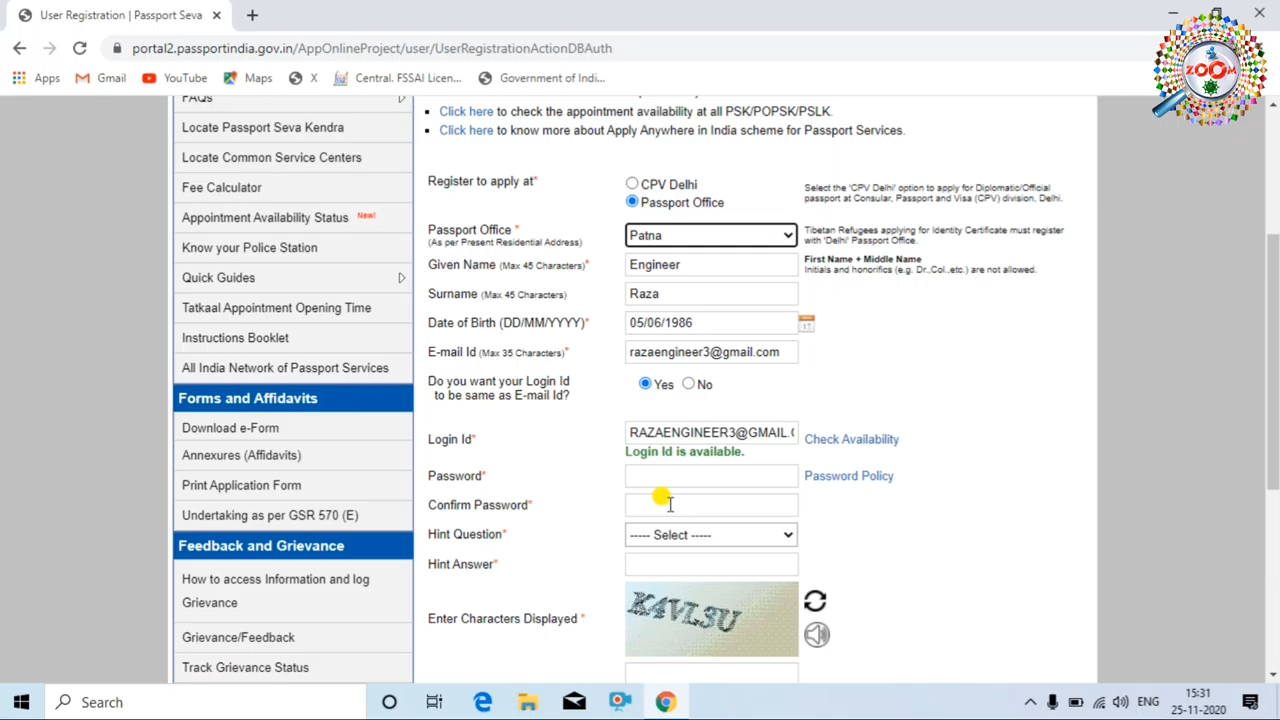 User Registration | Passport Seva
portal2.passportindia.gov.in/AppOnlineProject/user/UserRegistrationActionDBAuth
Apps Gmail YouTube Maps X Central. FSSAI Licen... Government of Indi...
ZOOM
FAQs
Locate Passport Seva Kendra
Locate Common Service Centers
Fee Calculator
Appointment Availability Status New!
Know your Police Station
Quick Guides
Tatkaal Appointment Opening Time
Instructions Booklet
All India Network of Passport Services
Forms and Affidavits
Download e-Form
Annexures (Affidavits)
Print Application Form
Undertaking as per GSR 570 (E)
Feedback and Grievance
How to access Information and log
Grievance
Grievance/Feedback
Track Grievance Status
Click here to check the appointment availability at all PSK/POPSK/PSLK.
Click here to know more about Apply Anywhere in India scheme for Passport Services.
Register to apply at*
CPV Delhi
Passport Office
Select the 'CPV Delhi' option to apply for Diplomatic/Official
passport at Consular, Passport and Visa (CPV) division, Delhi.
Passport Office *
(As per Present Residential Address)
Patna
Tibetan Refugees applying for Identity Certificate must register
with 'Delhi' Passport Office.
Given Name (Max 45 Characters)*
Engineer
First Name + Middle Name
Initials and honorifics (e.g. Dr.,Col.,etc.) are not allowed.
Surname (Max 45 Characters)
Raza
Date of Birth (DD/MM/YYYY)*
05/06/1986
17
E-mail Id (Max 35 Characters)*
razaengineer3@gmail.com
Do you want your Login Id
to be same as E-mail Id?
Yes No
Login Id*
RAZAENGINEER3@GMAIL.C
Check Availability
Login Id is available.
Password*
Password Policy
Confirm Password*
Hint Question*
----- Select -----
Hint Answer*
Enter Characters Displayed *
K4VL3U
Search
ENG
15:31
25-11-2020